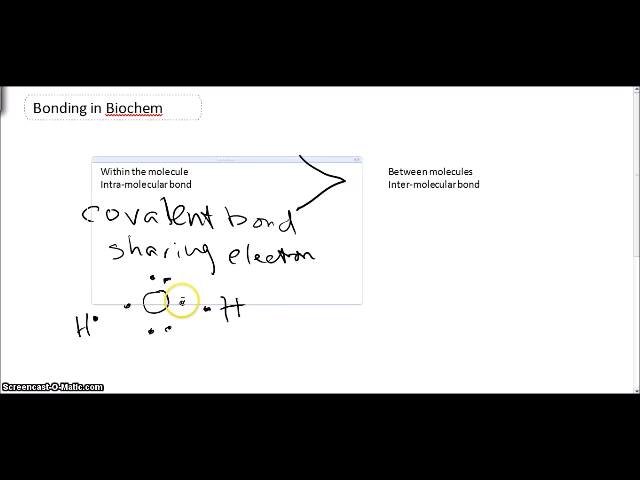 Bonding in Biochem
Within the molecule
Intra-molecular bond
Between molecules
Inter-molecular bond
covalent bond
sharing electron
O
H
H
Screencast-O-Matic.com